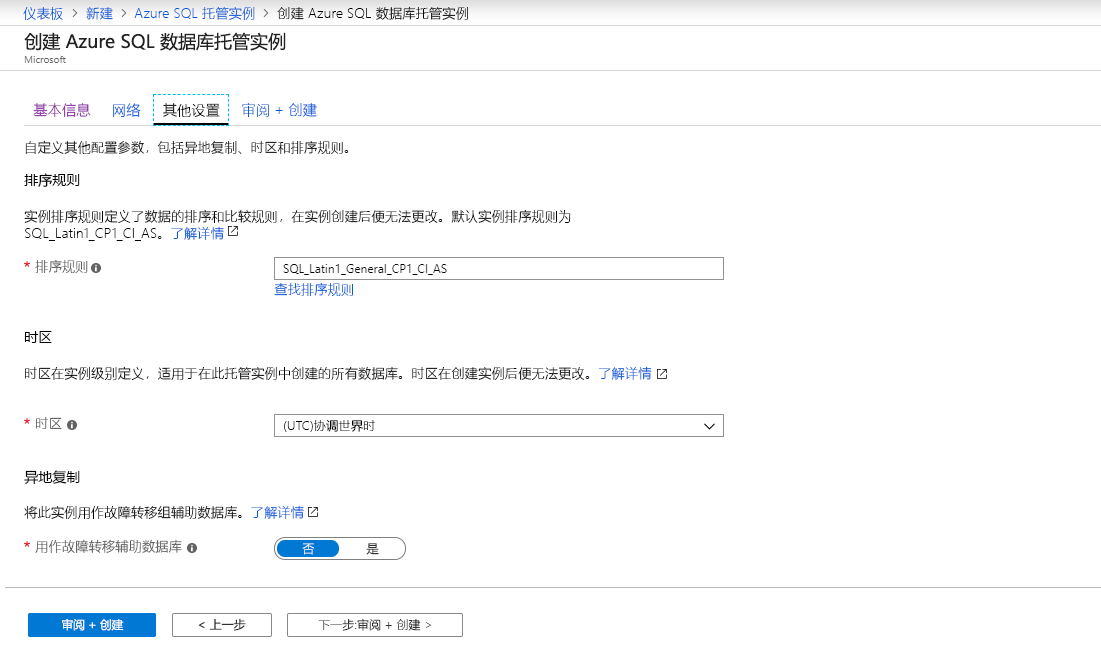 仪表板 > 新建 > Azure SQL 托管实例 > 创建 Azure SQL 数据库托管实例
创建 Azure SQL 数据库托管实例
Microsoft
基本信息 网络 其他设置 审阅 + 创建
自定义其他配置参数，包括异地复制、时区和排序规则。
排序规则
实例排序规则定义了数据的排序和比较规则，在实例创建后便无法更改。默认实例排序规则为
SQL_Latin1_CP1_CI_AS。了解详情
* 排序规则 SQL_Latin1_General_CP1_CI_AS
查找排序规则
时区
时区在实例级别定义，适用于在此托管实例中创建的所有数据库。时区在创建实例后便无法更改。了解详情
* 时区 (UTC)协调世界时
异地复制
将此实例用作故障转移组辅助数据库。了解详情
* 用作故障转移辅助数据库 否 是
审阅 + 创建 < 上一步 下一步:审阅 + 创建 >